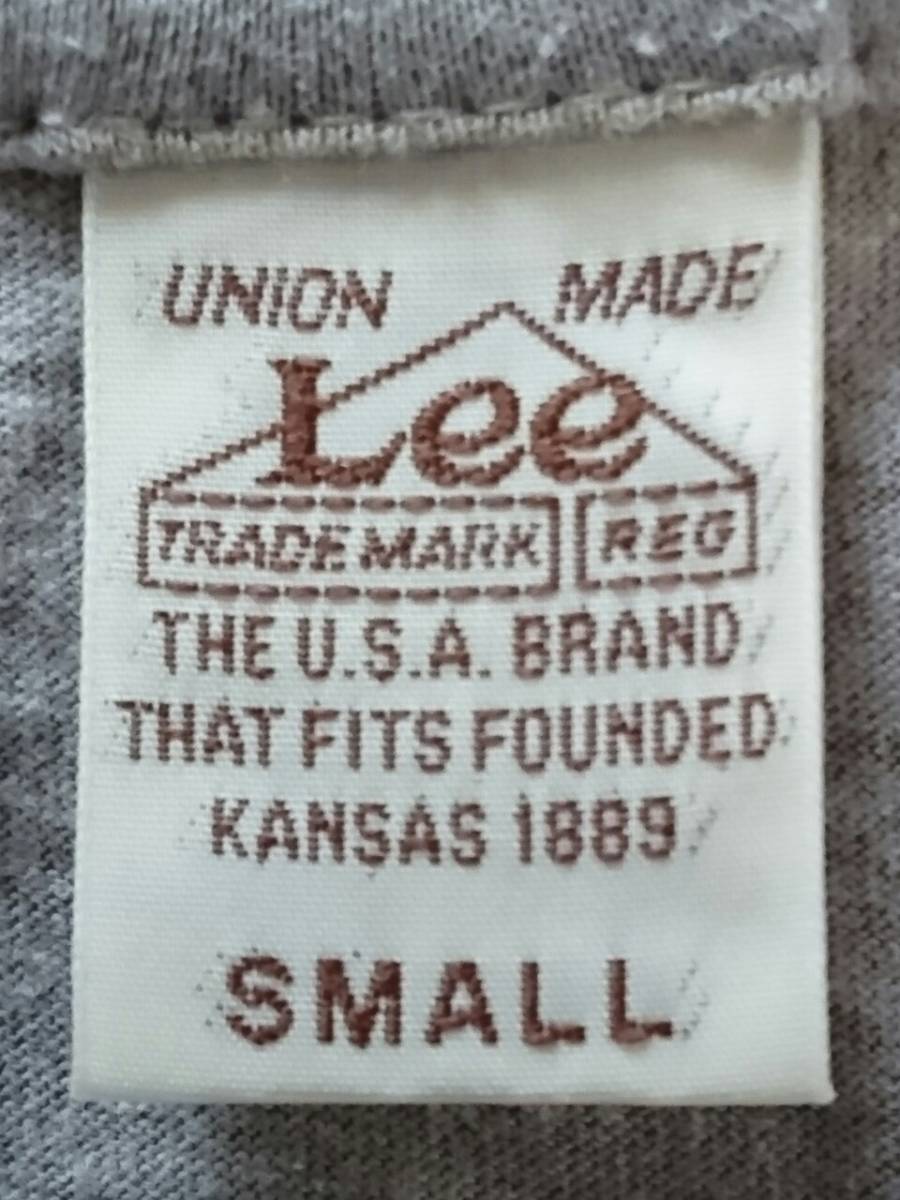 UNION MADE
Lee
TRADE MARK REG
THE U.S.A. BRAND
THAT FITS FOUNDED
KANSAS 1889
SMALL